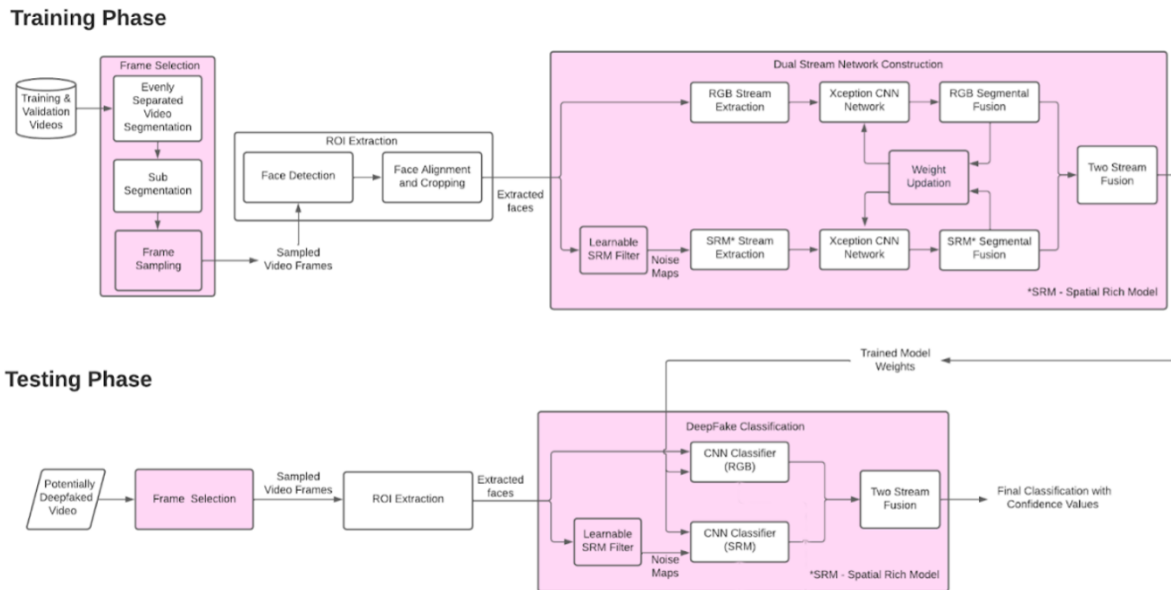 Training Phase
Training &
Validation
Videos
Frame Selection
Evenly
Separated
Video
Segmentation
Sub
Segmentation
Frame
Sampling
Sampled
Video Frames
ROI Extraction
Face Detection
Face Alignment
and Cropping
Extracted
faces
Dual Stream Network Construction
RGB Stream
Extraction
Xception CNN
Network
RGB Segmental
Fusion
Weight
Updation
Two Stream
Fusion
Learnable
SRM Filter
Noise
Maps
SRM* Stream
Extraction
Xception CNN
Network
SRM* Segmental
Fusion
*SRM - Spatial Rich Model
Trained Model
Weights
Testing Phase
Potentially
Deepfaked
Video
Frame Selection
Sampled
Video Frames
ROI Extraction
Extracted
faces
DeepFake Classification
CNN Classifier
(RGB)
Learnable
SRM Filter
Noise
Maps
CNN Classifier
(SRM)
Two Stream
Fusion
*SRM - Spatial Rich Model
Final Classification with
Confidence Values